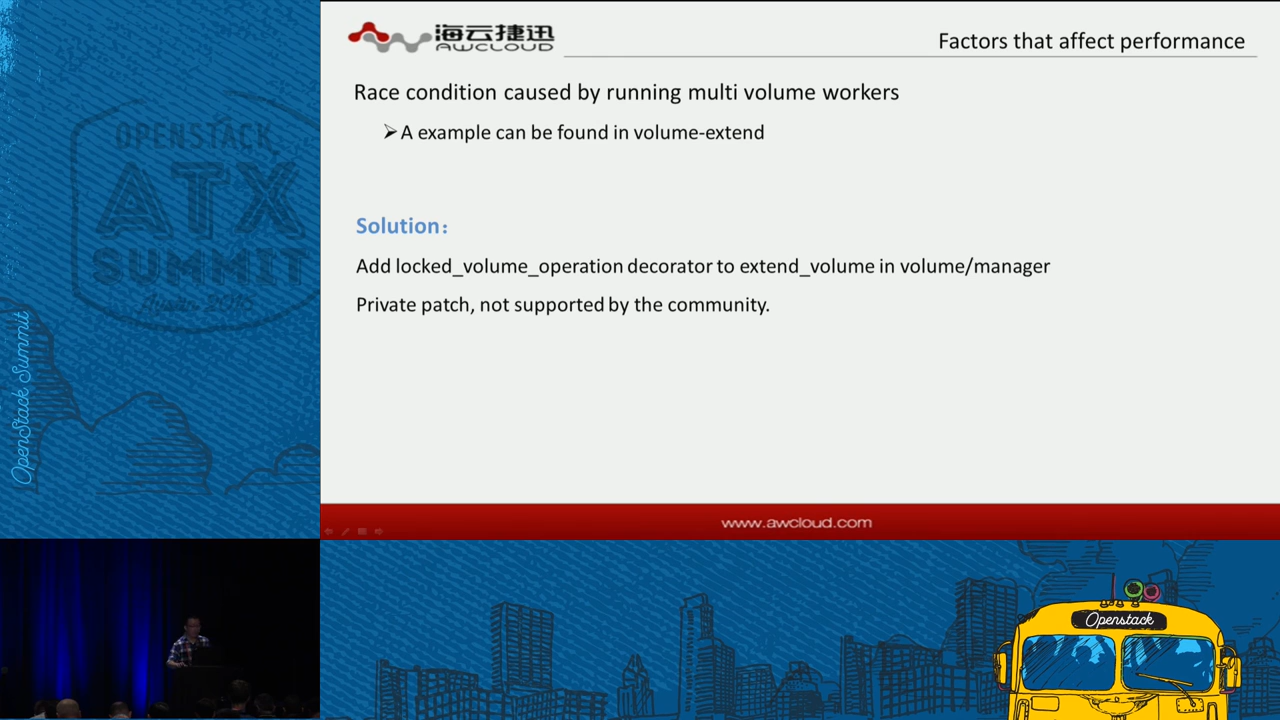 OPENSTACK
ATX
SUMMIT
Austin 2016
OpenStack Summit
海云捷迅
AWCLOUD
Factors that affect performance
Race condition caused by running multi volume workers
➢A example can be found in volume-extend
Solution：
Add locked_volume_operation decorator to extend_volume in volume/manager
Private patch, not supported by the community.
www.awcloud.com
Openstack